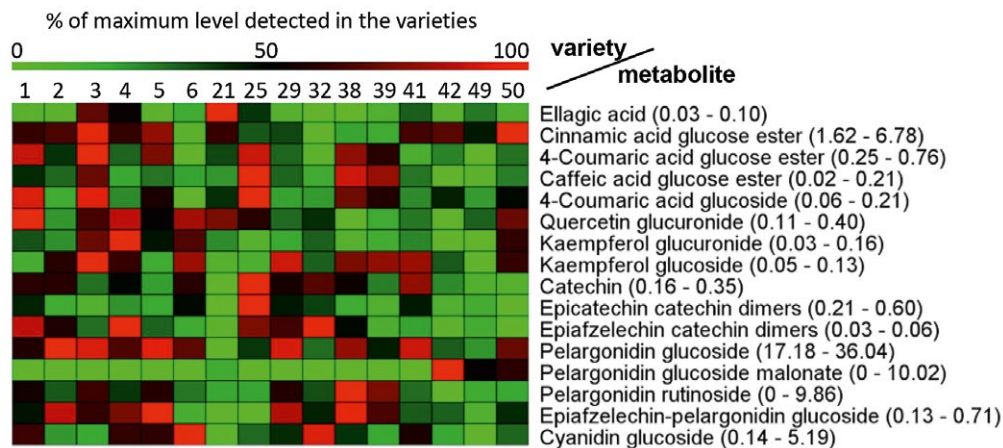 % of maximum level detected in the varieties
0 50 100
variety
metabolite
1 2 3 4 5 6 21 25 29 32 38 39 41 42 49 50
Ellagic acid (0.03 - 0.10)
Cinnamic acid glucose ester (1.62 - 6.78)
4-Coumaric acid glucose ester (0.25 - 0.76)
Caffeic acid glucose ester (0.02 - 0.21)
4-Coumaric acid glucoside (0.06 - 0.21)
Quercetin glucuronide (0.11 - 0.40)
Kaempferol glucuronide (0.03 - 0.16)
Kaempferol glucoside (0.05 - 0.13)
Catechin (0.16 - 0.35)
Epicatechin catechin dimers (0.21 - 0.60)
Epiafzelechin catechin dimers (0.03 - 0.06)
Pelargonidin glucoside (17.18 - 36.04)
Pelargonidin glucoside malonate (0 - 10.02)
Pelargonidin rutinoside (0 - 9.86)
Epiafzelechin-pelargonidin glucoside (0.13 - 0.71)
Cyanidin glucoside (0.14 - 5.19)